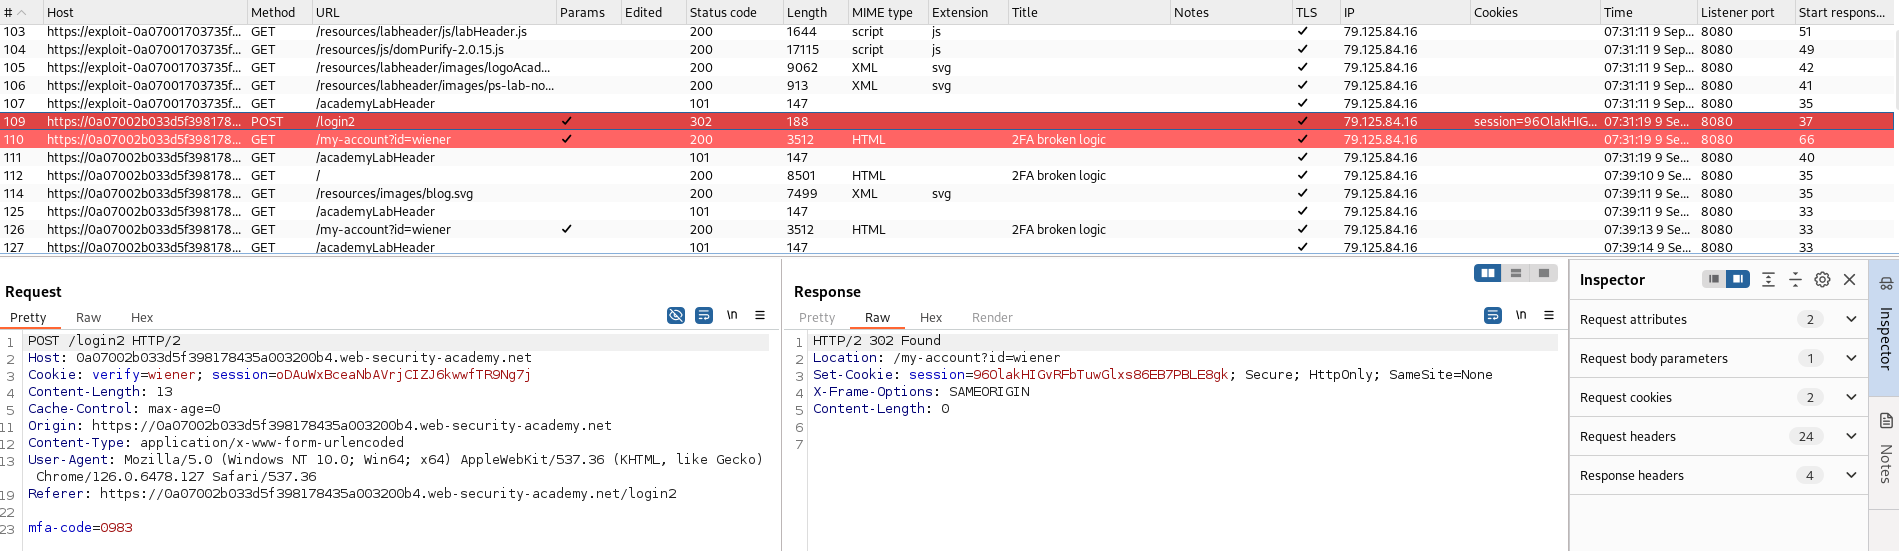 # Host Method URL Params Edited Status code Length MIME type Extension Title Notes TLS IP Cookies Time Listener port Start respons...
103 https://exploit-0a07001703735f... GET /resources/labheader/js/labHeader.js 200 1644 script js ✓ 79.125.84.16 07:31:11 9 Sep... 8080 51
104 https://exploit-0a07001703735f... GET /resources/js/domPurify-2.0.15.js 200 17115 script js ✓ 79.125.84.16 07:31:11 9 Sep... 8080 49
105 https://exploit-0a07001703735f... GET /resources/labheader/images/logoAcad... 200 9062 XML svg ✓ 79.125.84.16 07:31:11 9 Sep... 8080 42
106 https://exploit-0a07001703735f... GET /resources/labheader/images/ps-lab-no... 200 913 XML svg ✓ 79.125.84.16 07:31:11 9 Sep... 8080 41
107 https://exploit-0a07001703735f... GET /academyLabHeader 101 147 ✓ 79.125.84.16 07:31:11 9 Sep... 8080 35
109 https://0a07002b033d5f398178... POST /login2 ✓ 302 188 ✓ 79.125.84.16 session=96OlakHIG... 07:31:19 9 Se... 8080 37
110 https://0a07002b033d5f398178... GET /my-account?id=wiener ✓ 200 3512 HTML 2FA broken logic ✓ 79.125.84.16 07:31:19 9 Se... 8080 66
111 https://0a07002b033d5f398178... GET /academyLabHeader 101 147 ✓ 79.125.84.16 07:31:19 9 Se... 8080 40
112 https://0a07002b033d5f398178... GET / 200 8501 HTML 2FA broken logic ✓ 79.125.84.16 07:39:10 9 Se... 8080 35
114 https://0a07002b033d5f398178... GET /resources/images/blog.svg 200 7499 XML svg ✓ 79.125.84.16 07:39:11 9 Se... 8080 35
125 https://0a07002b033d5f398178... GET /academyLabHeader 101 147 ✓ 79.125.84.16 07:39:11 9 Se... 8080 33
126 https://0a07002b033d5f398178... GET /my-account?id=wiener ✓ 200 3512 HTML 2FA broken logic ✓ 79.125.84.16 07:39:13 9 Se... 8080 33
127 https://0a07002b033d5f398178... GET /academyLabHeader 101 147 ✓ 79.125.84.16 07:39:14 9 Se... 8080 33
Request
Pretty Raw Hex \n
1 POST /login2 HTTP/2
2 Host: 0a07002b033d5f398178435a003200b4.web-security-academy.net
3 Cookie: verify=wiener; session=oDAuWxBceaNbAVrjCIZJ6kwwfTR9Ng7j
4 Content-Length: 13
5 Cache-Control: max-age=0
11 Origin: https://0a07002b033d5f398178435a003200b4.web-security-academy.net
12 Content-Type: application/x-www-form-urlencoded
13 User-Agent: Mozilla/5.0 (Windows NT 10.0; Win64; x64) AppleWebKit/537.36 (KHTML, like Gecko)
Chrome/126.0.6478.127 Safari/537.36
19 Referer: https://0a07002b033d5f398178435a003200b4.web-security-academy.net/login2
22
23 mfa-code=0983
Response
Pretty Raw Hex Render \n
1 HTTP/2 302 Found
2 Location: /my-account?id=wiener
3 Set-Cookie: session=96OlakHIGvRFbTuwGlxs86EB7PBLE8gk; Secure; HttpOnly; SameSite=None
4 X-Frame-Options: SAMEORIGIN
5 Content-Length: 0
6
7
Inspector
Request attributes 2
Request body parameters 1
Request cookies 2
Request headers 24
Response headers 4
Inspector
Notes